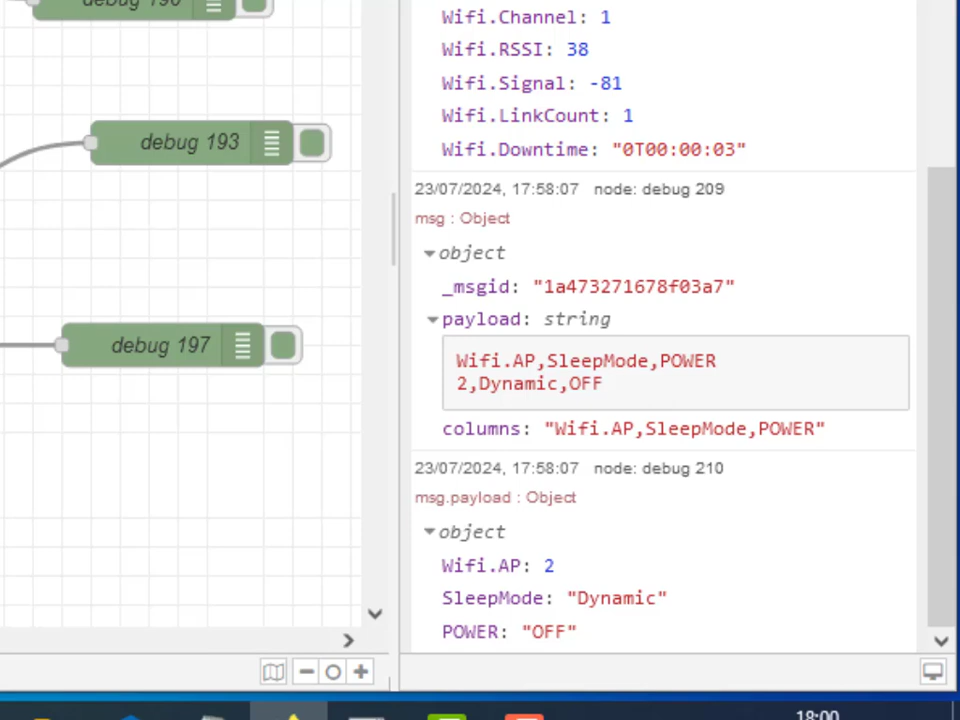 debug 190
debug 193
debug 197
Wifi.Channel: 1
Wifi.RSSI: 38
Wifi.Signal: -81
Wifi.LinkCount: 1
Wifi.Downtime: "0T00:00:03"
23/07/2024, 17:58:07 node: debug 209
msg : Object
object
_msgid: "1a473271678f03a7"
payload: string
Wifi.AP,SleepMode,POWER
2,Dynamic,OFF
columns: "Wifi.AP,SleepMode,POWER"
23/07/2024, 17:58:07 node: debug 210
msg.payload : Object
object
Wifi.AP: 2
SleepMode: "Dynamic"
POWER: "OFF"
18:00